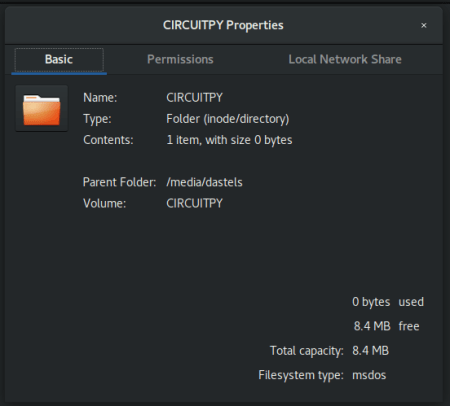 CIRCUITPY Properties
×
Basic
Permissions
Local Network Share
Name: CIRCUITPY
Type: Folder (inode/directory)
Contents: 1 item, with size 0 bytes
Parent Folder: /media/dastels
Volume: CIRCUITPY
0 bytes used
8.4 MB free
Total capacity: 8.4 MB
Filesystem type: msdos